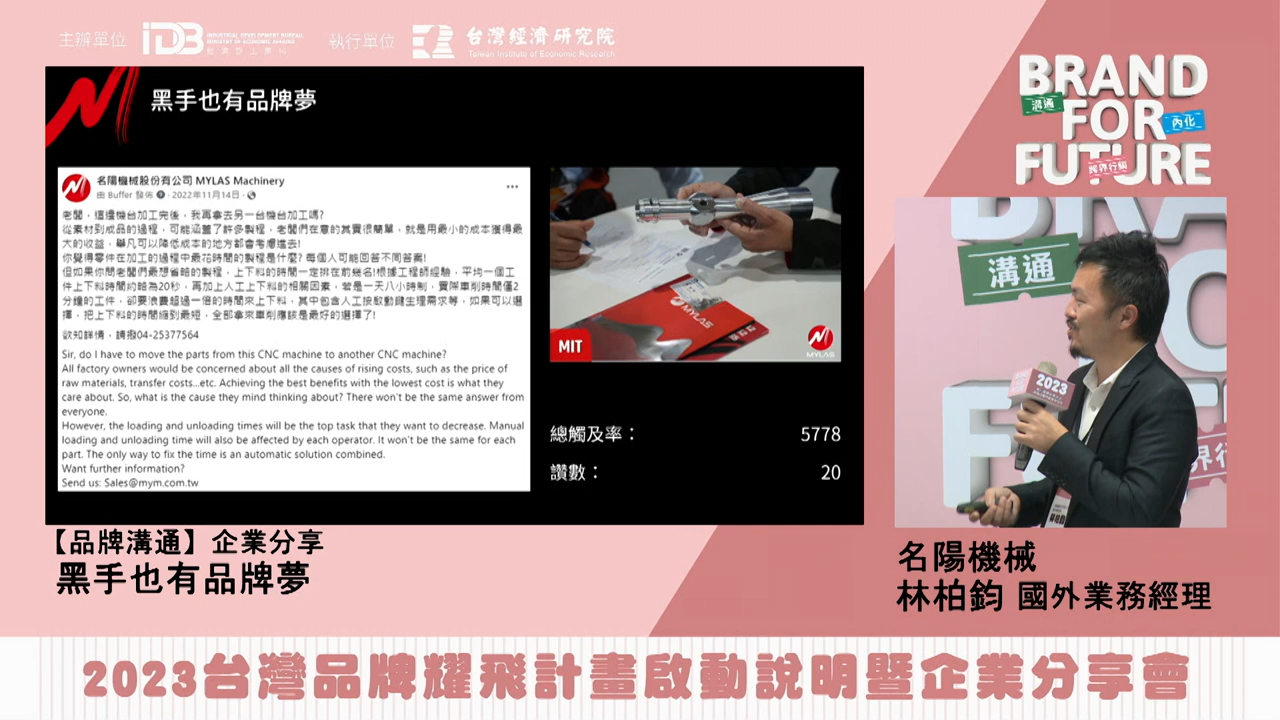 主辦單位
IDB INDUSTRIAL DEVELOPMENT BUREAU
MINISTRY OF ECONOMIC AFFAIRS
經濟部工業局
執行單位
台灣經濟研究院
Taiwan Institute of Economic Research
黑手也有品牌夢
名陽機械股份有公司 MYLAS Machinery
由 Buffer 發佈 · 2022年11月14日
老闆,這邊機台加工完後,我再拿去另一台機台加工嗎?
從素材到成品的過程,可能涵蓋了許多製程,老闆們在意的其實很簡單,就是用最小的成本獲得最
大的收益,舉凡可以降低成本的地方都會考慮進去!
你覺得零件在加工的過程中最花時間的製程是什麼? 每個人可能回答不同答案!
但如果你問老闆們最想省略的製程,上下料的時間一定排在前幾名!根據工程師經驗,平均一個工
件上下料時間約略為20秒,再加上人工上下料的相關因素,若是一天八小時制,實際車削時間僅2
分鐘的工件,卻要浪費超過一倍的時間來上下料,其中包含人工按啟動鍵生理需求等,如果可以選
擇,把上下料的時間縮到最短,全部拿來車削應該是最好的選擇了!
欲知詳情,請撥04-25377564
Sir, do I have to move the parts from this CNC machine to another CNC machine?
All factory owners would be concerned about all the causes of rising costs, such as the price of
raw materials, transfer costs...etc. Achieving the best benefits with the lowest cost is what they
care about. So, what is the cause they mind thinking about? There won't be the same answer from
everyone.
However, the loading and unloading times will be the top task that they want to decrease. Manual
loading and unloading time will also be affected by each operator. It won't be the same for each
part. The only way to fix the time is an automatic solution combined.
Want further information?
Send us: Sales@mym.com.tw
MYLAS
MIT
MYLAS
總觸及率: 5778
讚數: 20
BRAND
溝通
FOR
內化
FUTURE
跨界行銷
溝通
2023
【品牌溝通】企業分享
黑手也有品牌夢
名陽機械
林柏鈞 國外業務經理
2023台灣品牌耀飛計畫啟動說明暨企業分享會